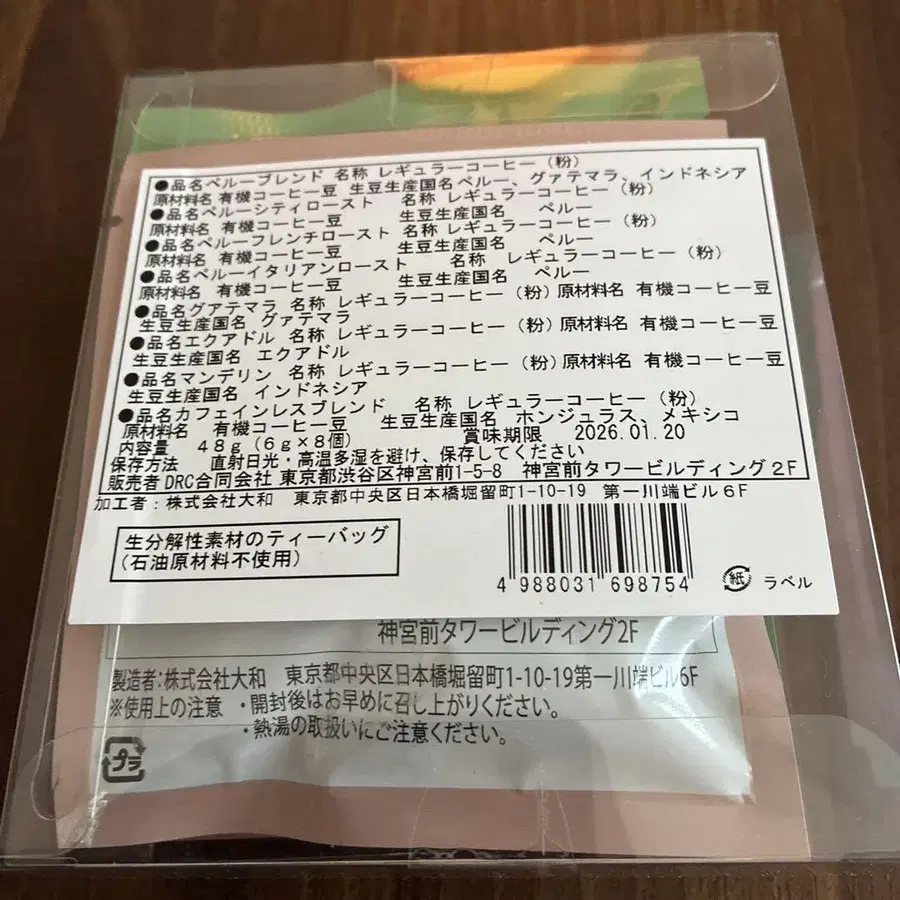 ●品名ペルーブレンド 名称 レギュラーコーヒー（粉）
原材料名 有機コーヒー豆 生豆生産国名ペルー、グァテマラ、インドネシア
●品名ペルーシティロースト 名称 レギュラーコーヒー（粉）
原材料名 有機コーヒー豆 生豆生産国名 ペルー
●品名ペルーフレンチロースト 名称 レギュラーコーヒー（粉）
原材料名 有機コーヒー豆 生豆生産国名 ペルー
●品名ペルーイタリアンロースト 名称 レギュラーコーヒー（粉）
原材料名 有機コーヒー豆 生豆生産国名 ペルー
●品名グアテマラ 名称 レギュラーコーヒー（粉）原材料名 有機コーヒー豆
生豆生産国名 グァテマラ
●品名エクアドル 名称 レギュラーコーヒー（粉）原材料名 有機コーヒー豆
生豆生産国名 エクアドル
●品名マンデリン 名称 レギュラーコーヒー（粉）原材料名 有機コーヒー豆
生豆生産国名 インドネシア
●品名カフェインレスブレンド 名称 レギュラーコーヒー（粉）
原材料名 有機コーヒー豆 生豆生産国名 ホンジュラス、メキシコ
内容量 48g（6g×8個） 賞味期限 2026.01.20
保存方法 直射日光・高温多湿を避け、保存してください
販売者 DRC合同会社 東京都渋谷区神宮前1-5-8 神宮前タワービルディング2F
加工者：株式会社大和 東京都中央区日本橋堀留町1-10-19 第一川端ビル6F
生分解性素材のティーバッグ
（石油原材料不使用）
4 988031 698754
紙 ラベル
神宮前タワービルディング2F
製造者:株式会社大和 東京都中央区日本橋堀留町1-10-19第一川端ビル6F
※使用上の注意 ・開封後はお早めに召し上がりください。
・熱湯の取扱いにご注意ください。
プラ